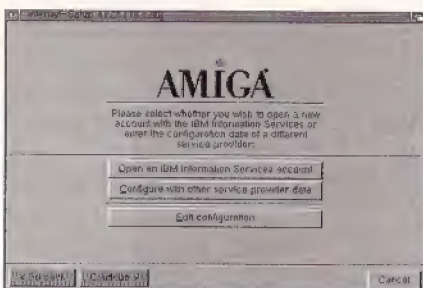 AMIGA
Please select whether you wish to open a new
account with the IBM Information Services or
enter the configuration data of a different
service provider:
Open an IBM Information Services account
Configure with other service provider data
Edit configuration
Cancel